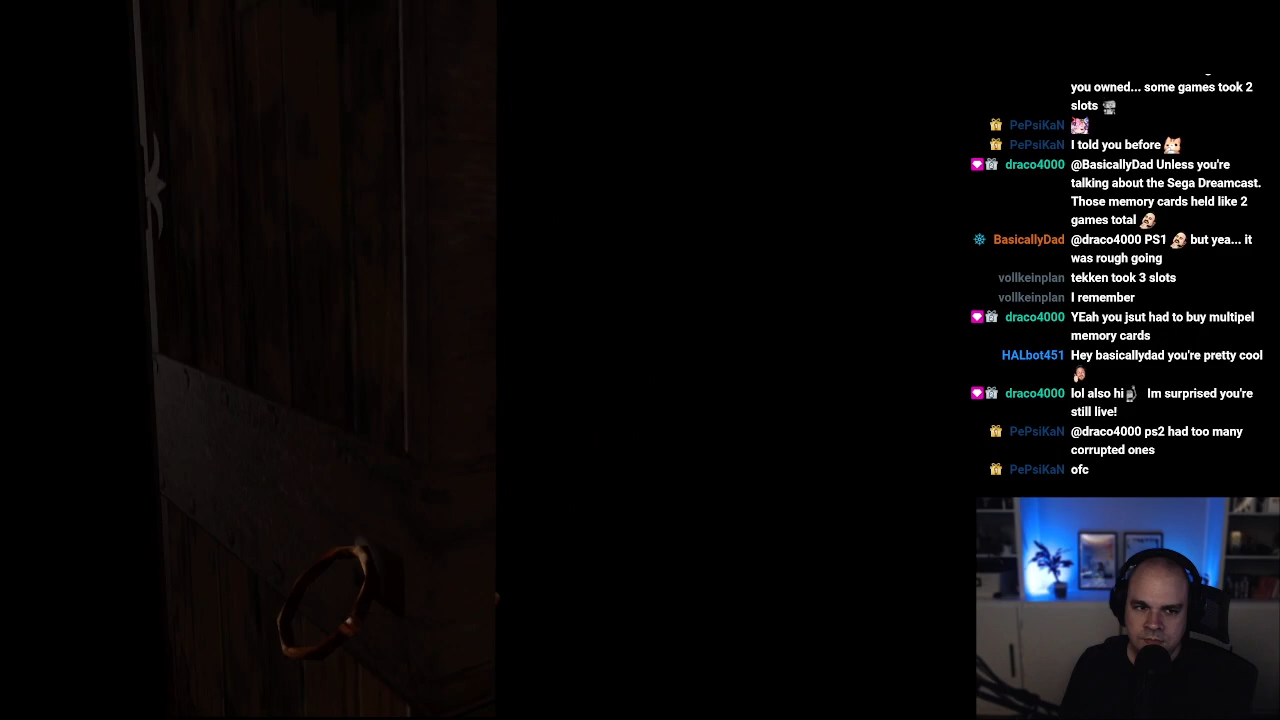 you owned... some games took 2
slots
PePsiKaN
PePsiKaN I told you before
draco4000 @BasicallyDad Unless you're
talking about the Sega Dreamcast.
Those memory cards held like 2
games total
BasicallyDad @draco4000 PS1 but yea... it
was rough going
vollkeinplan tekken took 3 slots
vollkeinplan I remember
draco4000 YEah you jsut had to buy multipel
memory cards
HALbot451 Hey basicallydad you're pretty cool
draco4000 lol also hi Im surprised you're
still live!
PePsiKaN @draco4000 ps2 had too many
corrupted ones
PePsiKaN ofc